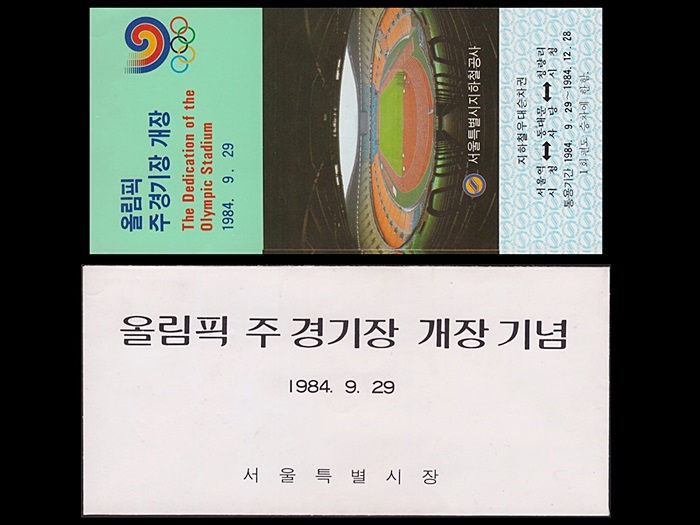 올림픽
주 경기장 개장
The Dedication of the
Olympic Stadium
1984. 9. 29
서울특별시지하철공사
지하철우대승차권
서울역 ↔ 동대문 ↔ 청량리
시 청 ↔ 사 당 ↔ 시 청
통용기간 1984. 9. 29~1984. 12. 28
1회권도 승차에 한함.
올림픽 주 경기장 개장 기념
1984. 9. 29
서울특별시장